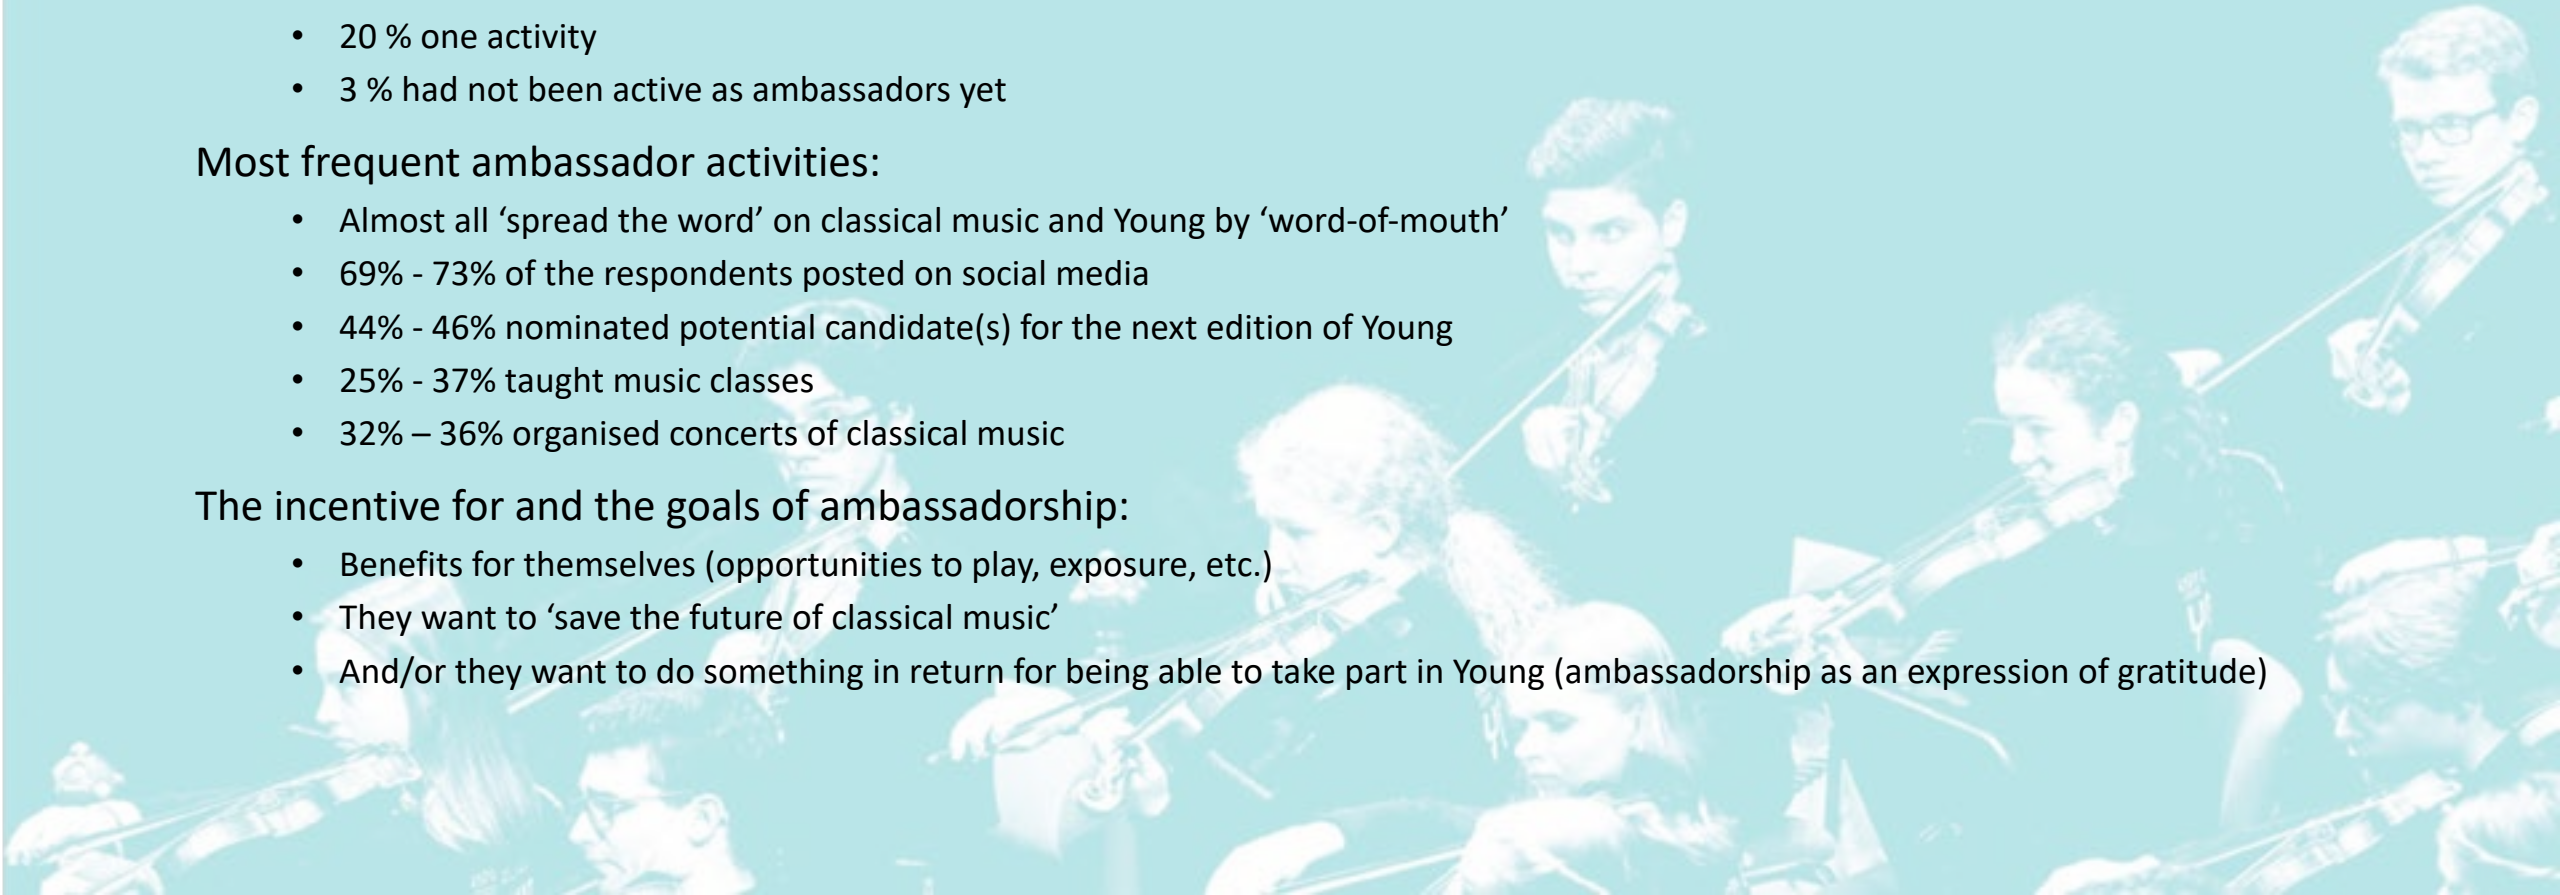 • 20 % one activity
• 3 % had not been active as ambassadors yet
Most frequent ambassador activities:
• Almost all ‘spread the word’ on classical music and Young by ‘word-of-mouth’
• 69% - 73% of the respondents posted on social media
• 44% - 46% nominated potential candidate(s) for the next edition of Young
• 25% - 37% taught music classes
• 32% – 36% organised concerts of classical music
The incentive for and the goals of ambassadorship:
• Benefits for themselves (opportunities to play, exposure, etc.)
• They want to ‘save the future of classical music’
• And/or they want to do something in return for being able to take part in Young (ambassadorship as an expression of gratitude)